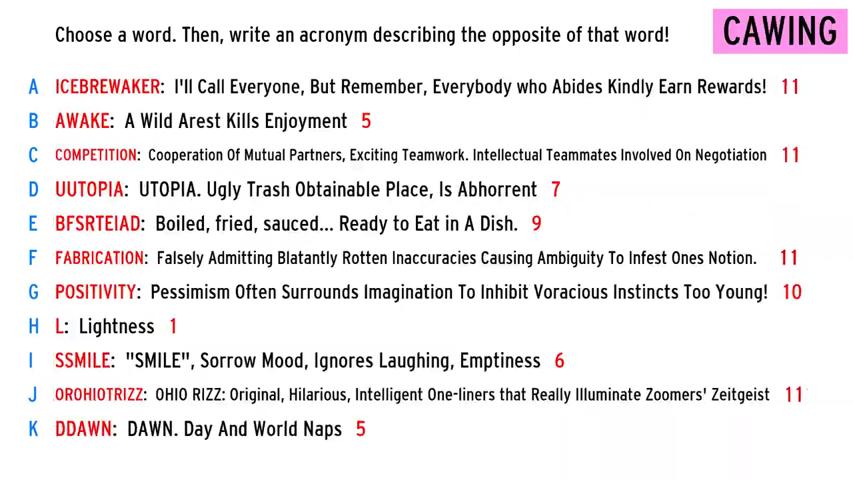 Choose a word. Then, write an acronym describing the opposite of that word!
CAWING
A ICEBREWAKER: I'll Call Everyone, But Remember, Everybody who Abides Kindly Earn Rewards! 11
B AWAKE: A Wild Arest Kills Enjoyment 5
C COMPETITION: Cooperation Of Mutual Partners, Exciting Teamwork. Intellectual Teammates Involved On Negotiation 11
D UUTOPIA: UTOPIA. Ugly Trash Obtainable Place, Is Abhorrent 7
E BFSRTEIAD: Boiled, fried, sauced... Ready to Eat in A Dish. 9
F FABRICATION: Falsely Admitting Blatantly Rotten Inaccuracies Causing Ambiguity To Infest Ones Notion. 11
G POSITIVITY: Pessimism Often Surrounds Imagination To Inhibit Voracious Instincts Too Young! 10
H L: Lightness 1
I SSMILE: "SMILE", Sorrow Mood, Ignores Laughing, Emptiness 6
J OROHIOTRIZZ: OHIO RIZZ: Original, Hilarious, Intelligent One-liners that Really Illuminate Zoomers' Zeitgeist 11
K DDAWN: DAWN. Day And World Naps 5